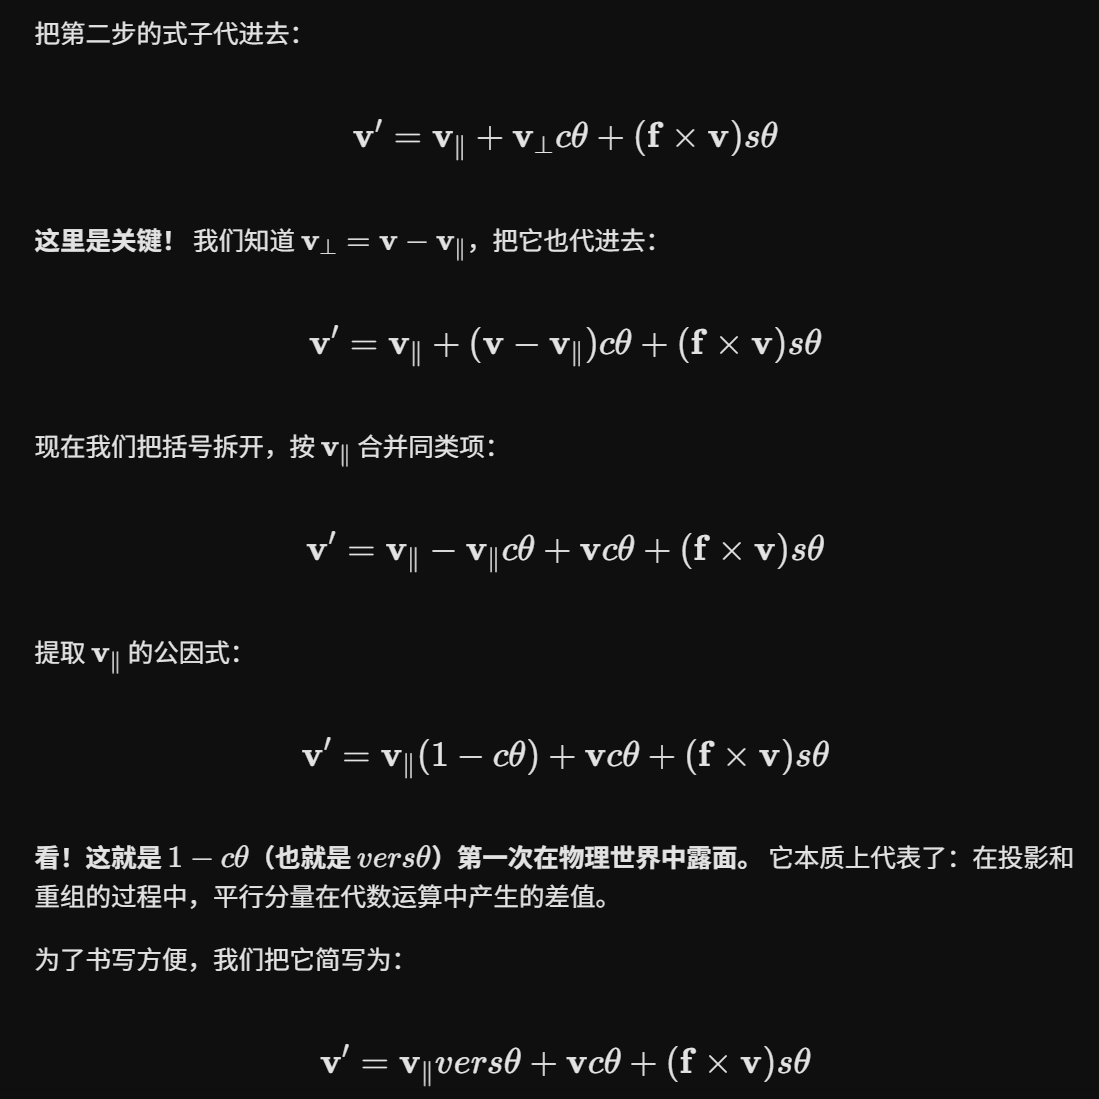 把第二步的式子代进去：
v′ = v∥ + v⊥cθ + (f × v)sθ
这里是关键！ 我们知道 v⊥ = v − v∥，把它也代进去：
v′ = v∥ + (v − v∥)cθ + (f × v)sθ
现在我们把括号拆开，按 v∥ 合并同类项：
v′ = v∥ − v∥cθ + vcθ + (f × v)sθ
提取 v∥ 的公因式：
v′ = v∥(1 − cθ) + vcθ + (f × v)sθ
看！这就是 1 − cθ（也就是 versθ）第一次在物理世界中露面。 它本质上代表了：在投影和
重组的过程中，平行分量在代数运算中产生的差值。
为了书写方便，我们把它简写为：
v′ = v∥versθ + vcθ + (f × v)sθ